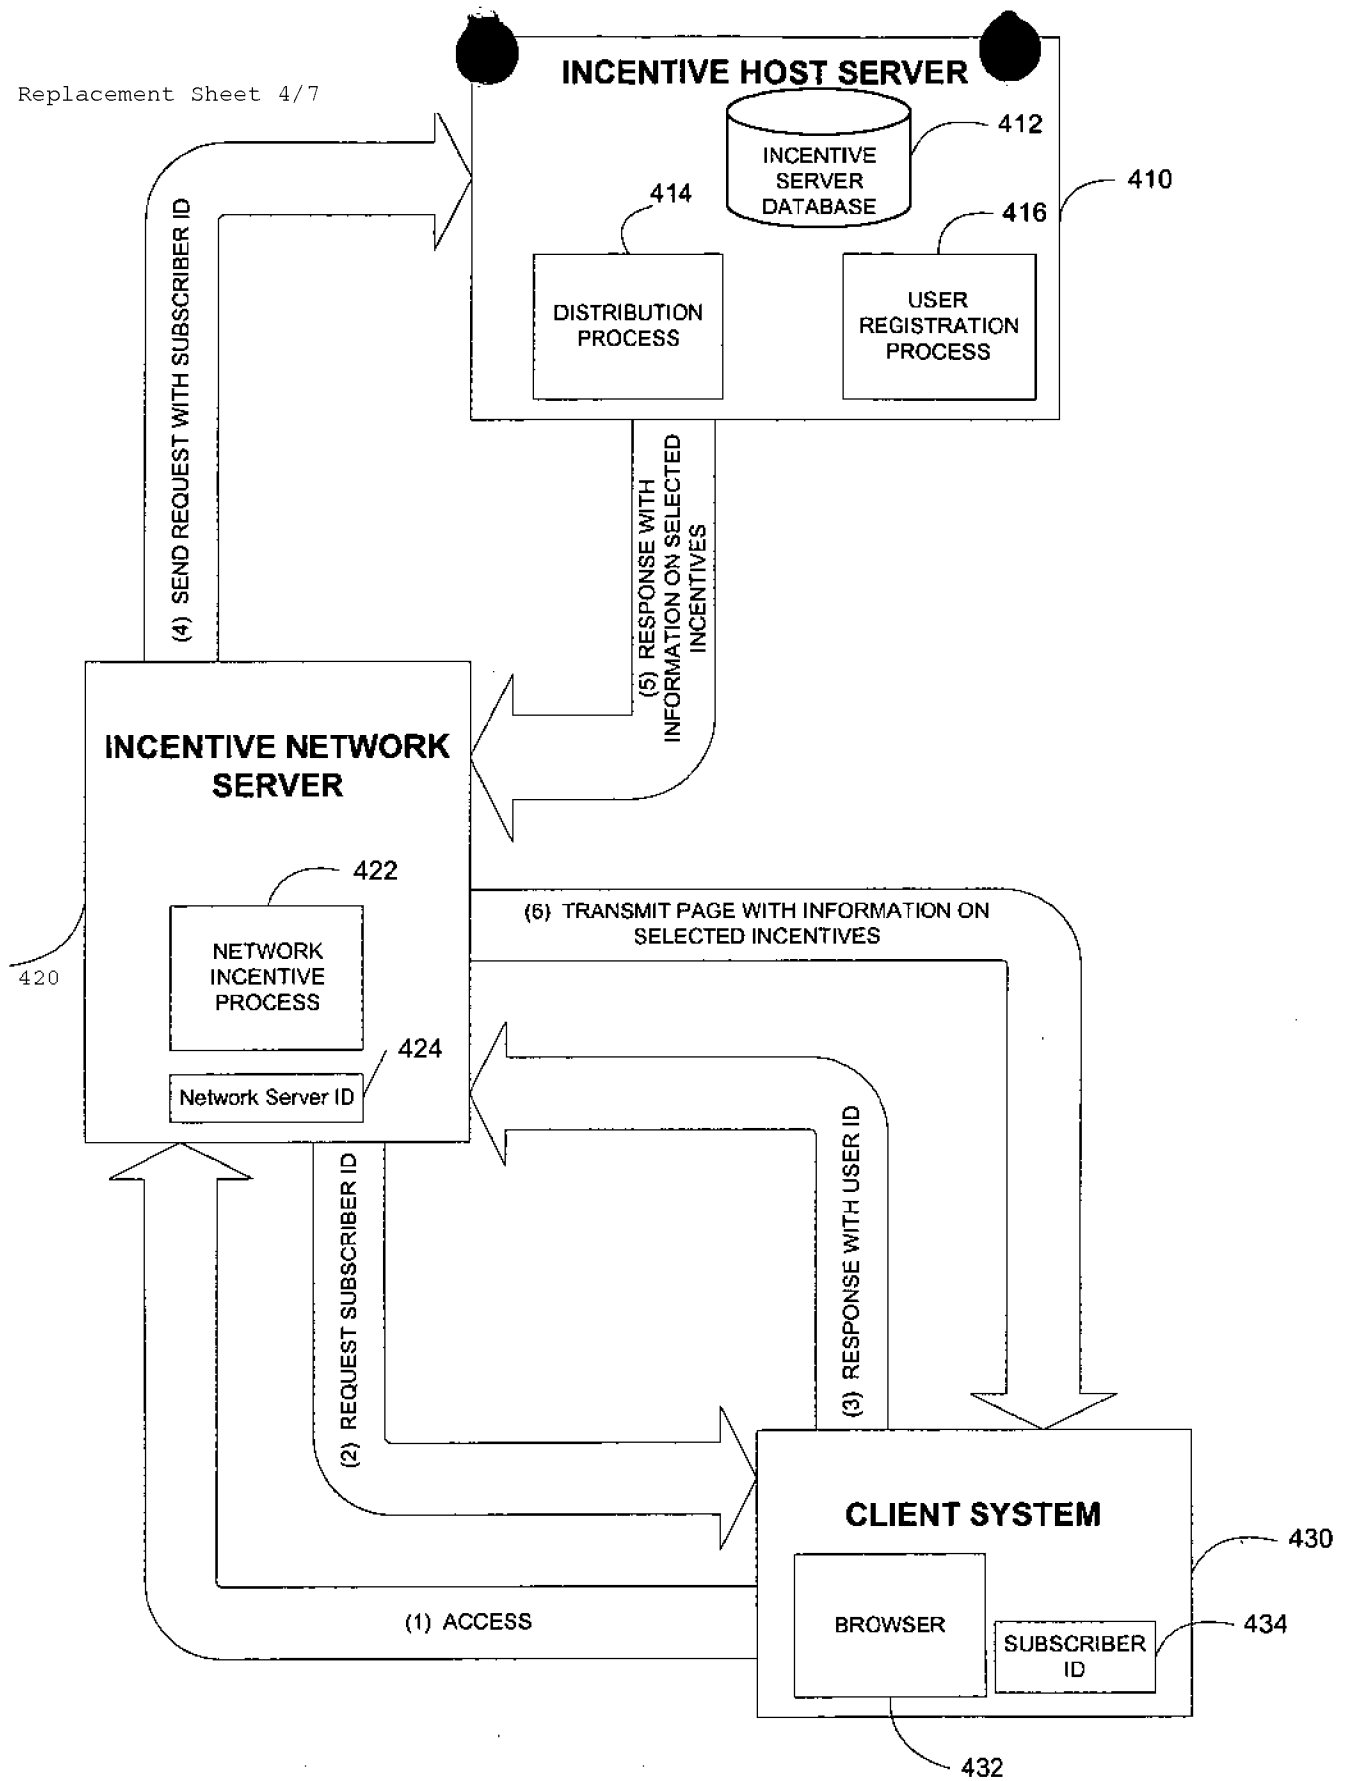 Replacement Sheet 4/7
INCENTIVE HOST SERVER
412
INCENTIVE
SERVER
DATABASE
410
414
416
DISTRIBUTION
PROCESS
USER
REGISTRATION
PROCESS
(4) SEND REQUEST WITH SUBSCRIBER ID
(5) RESPONSE WITH
INFORMATION ON SELECTED
INCENTIVES
INCENTIVE NETWORK
SERVER
422
NETWORK
INCENTIVE
PROCESS
420
424
Network Server ID
(6) TRANSMIT PAGE WITH INFORMATION ON
SELECTED INCENTIVES
(2) REQUEST SUBSCRIBER ID
(3) RESPONSE WITH USER ID
(1) ACCESS
CLIENT SYSTEM
430
BROWSER
434
SUBSCRIBER
ID
432